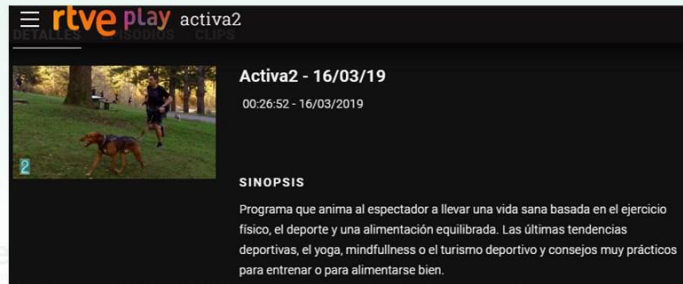 rtve play activa2
DETALLES EPISODIOS CLIPS
2
Activa2 - 16/03/19
00:26:52 - 16/03/2019
SINOPSIS
Programa que anima al espectador a llevar una vida sana basada en el ejercicio
físico, el deporte y una alimentación equilibrada. Las últimas tendencias
deportivas, el yoga, mindfullness o el turismo deportivo y consejos muy prácticos
para entrenar o para alimentarse bien.